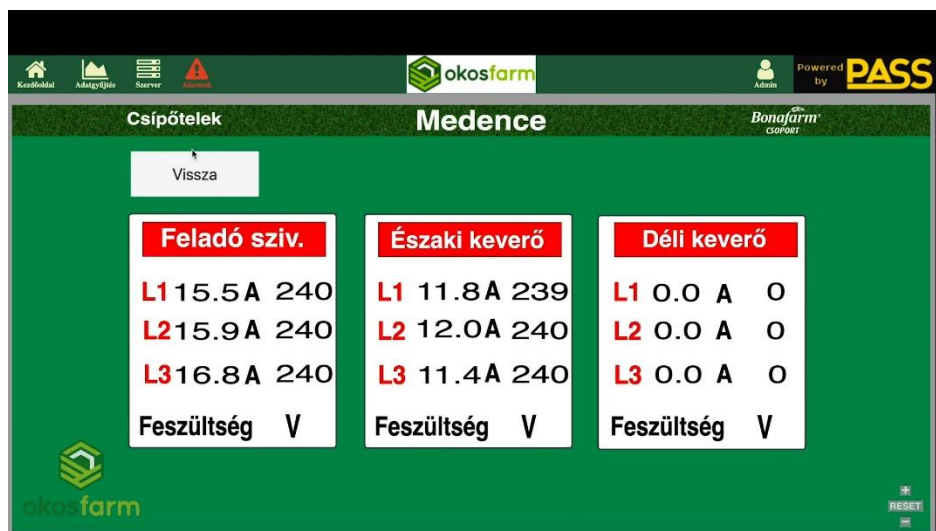 okosfarm
Powered by PASS
Kezdőoldal Adatgyűjtés Szerver Alarmok Admin
Csípőtelek Medence Bonafarm CSOPORT
Vissza
Feladó sziv.
L1 15.5 A 240
L2 15.9 A 240
L3 16.8 A 240
Feszültség V
Északi keverő
L1 11.8 A 239
L2 12.0 A 240
L3 11.4 A 240
Feszültség V
Déli keverő
L1 0.0 A 0
L2 0.0 A 0
L3 0.0 A 0
Feszültség V
okosfarm
+
RESET
-